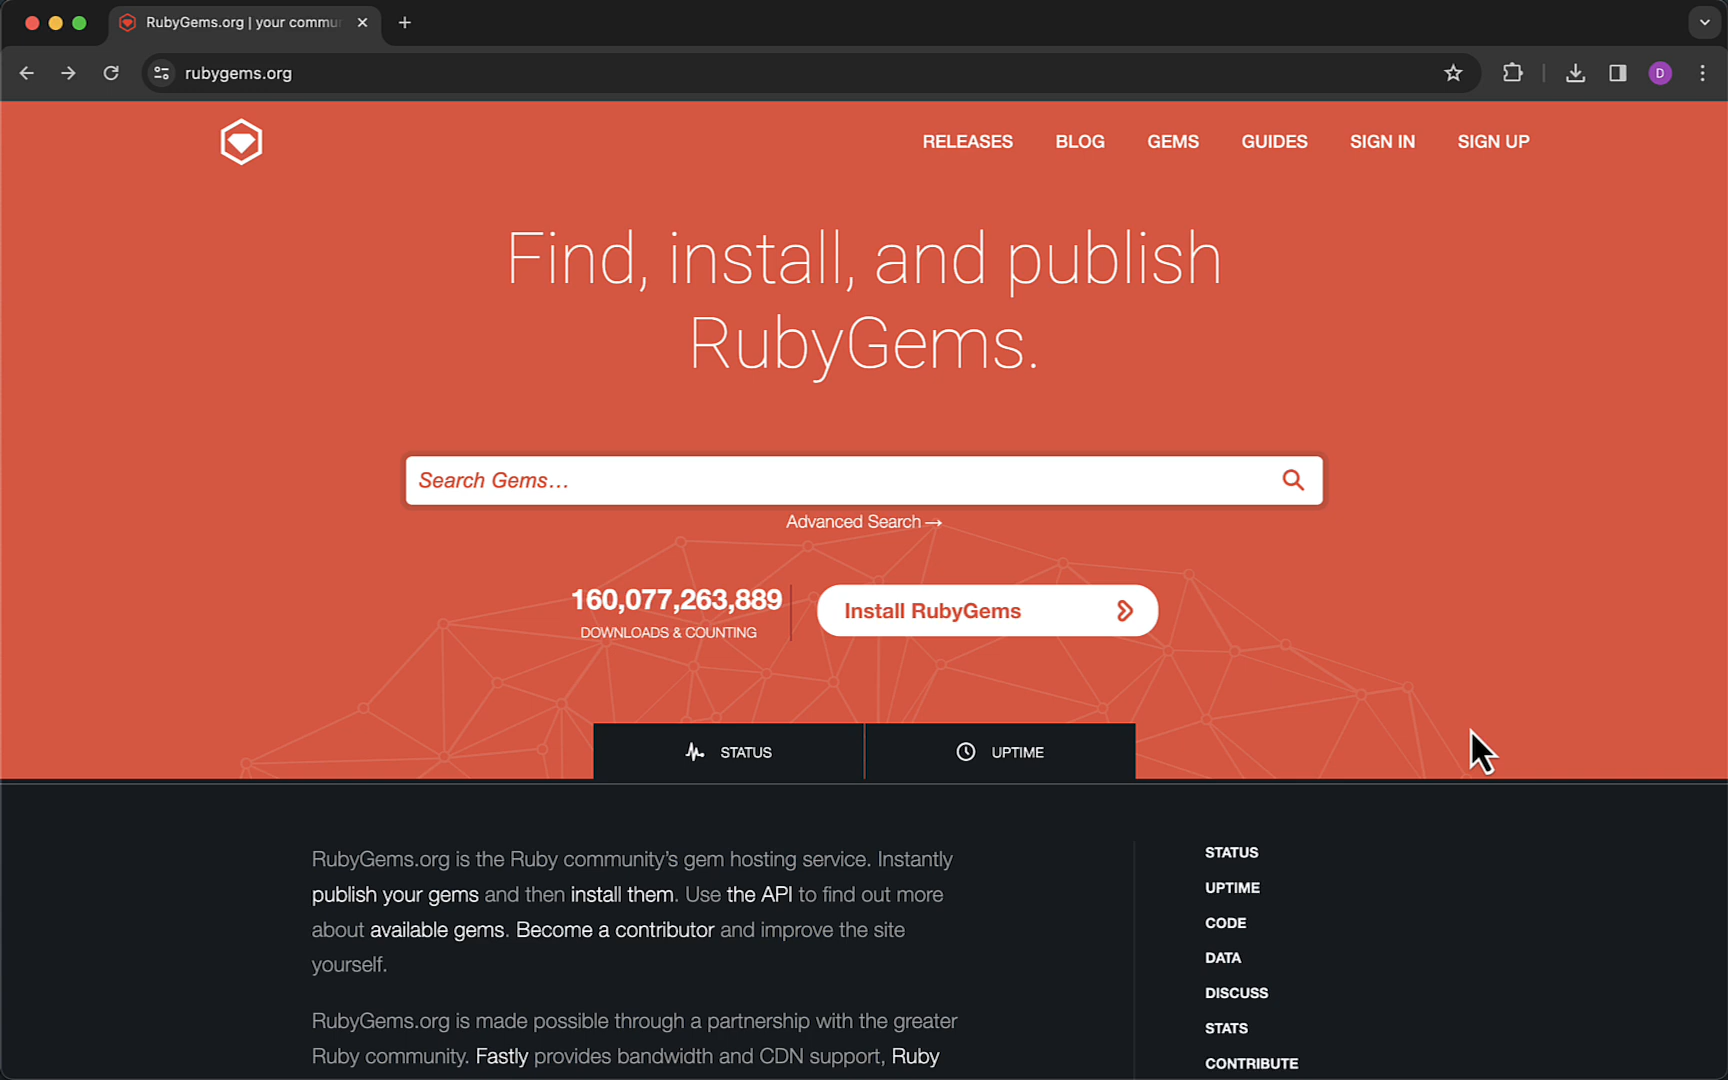 RubyGems.org | your commu
rubygems.org
D
RELEASES BLOG GEMS GUIDES SIGN IN SIGN UP
Find, install, and publish
RubyGems.
Search Gems…
Advanced Search →
160,077,263,889
DOWNLOADS & COUNTING
Install RubyGems
STATUS UPTIME
RubyGems.org is the Ruby community’s gem hosting service. Instantly
publish your gems and then install them. Use the API to find out more
about available gems. Become a contributor and improve the site
yourself.
RubyGems.org is made possible through a partnership with the greater
Ruby community. Fastly provides bandwidth and CDN support, Ruby
STATUS
UPTIME
CODE
DATA
DISCUSS
STATS
CONTRIBUTE